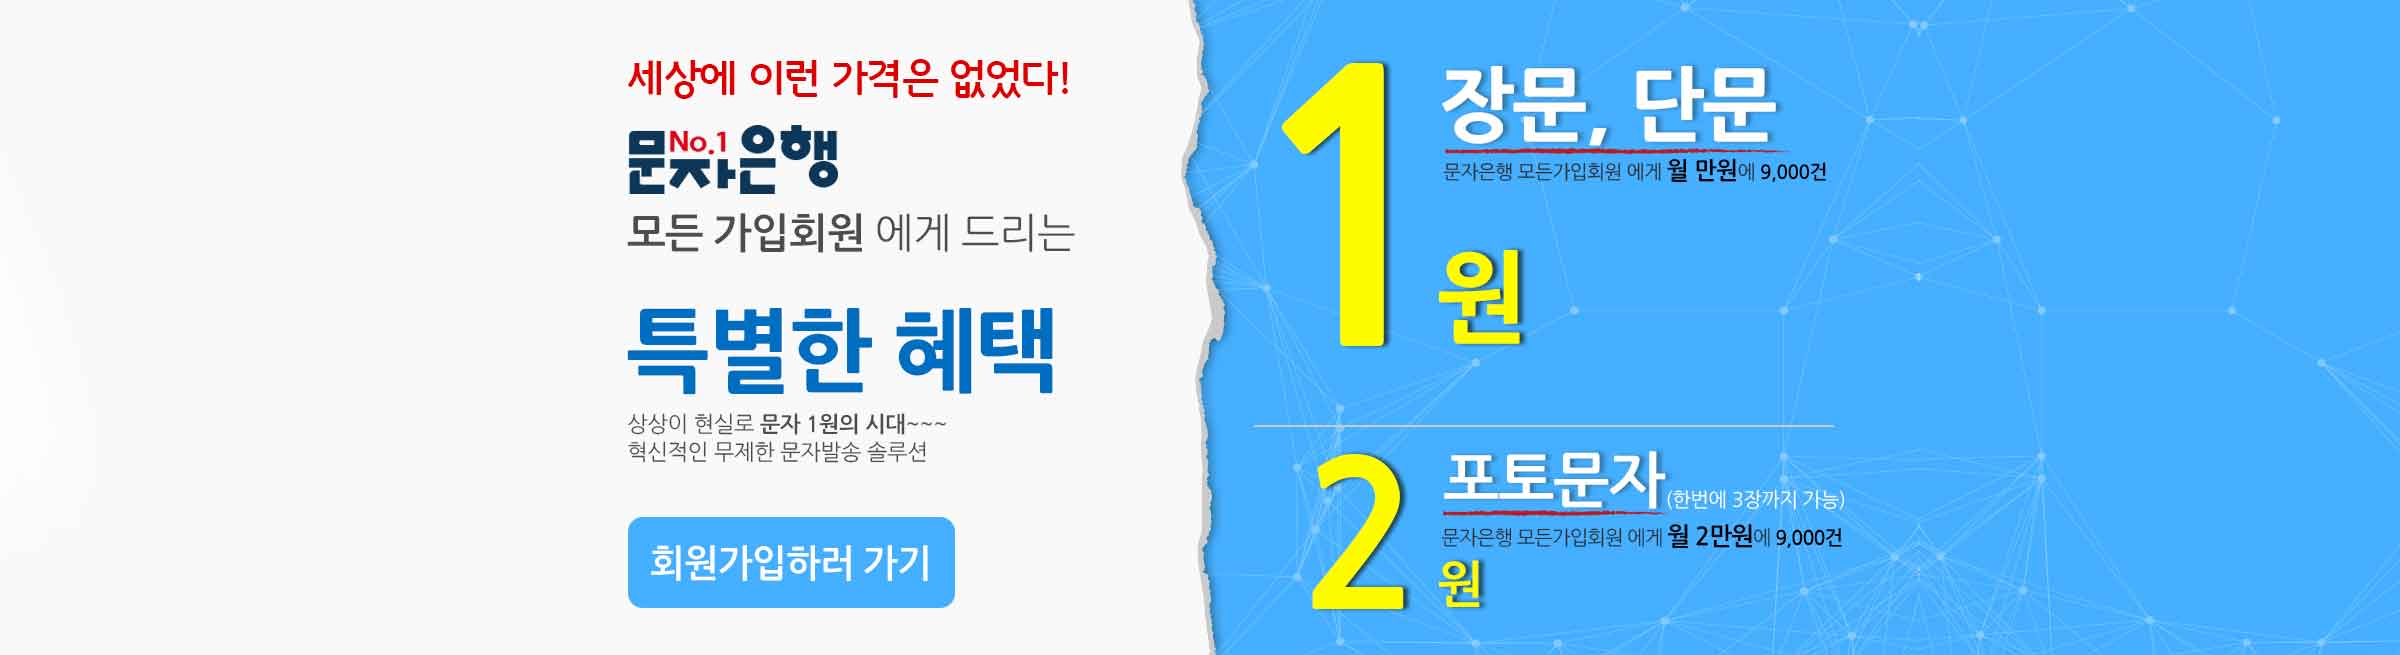 세상에 이런 가격은 없었다!
No.1
문자은행
모든 가입회원 에게 드리는
특별한 혜택
상상이 현실로 문자 1원의 시대~~~
혁신적인 무제한 문자발송 솔루션
회원가입하러 가기
장문, 단문
문자은행 모든가입회원 에게 월 만원에 9,000건
1원
포토문자(한번에 3장까지 가능)
문자은행 모든가입회원 에게 월 2만원에 9,000건
2원